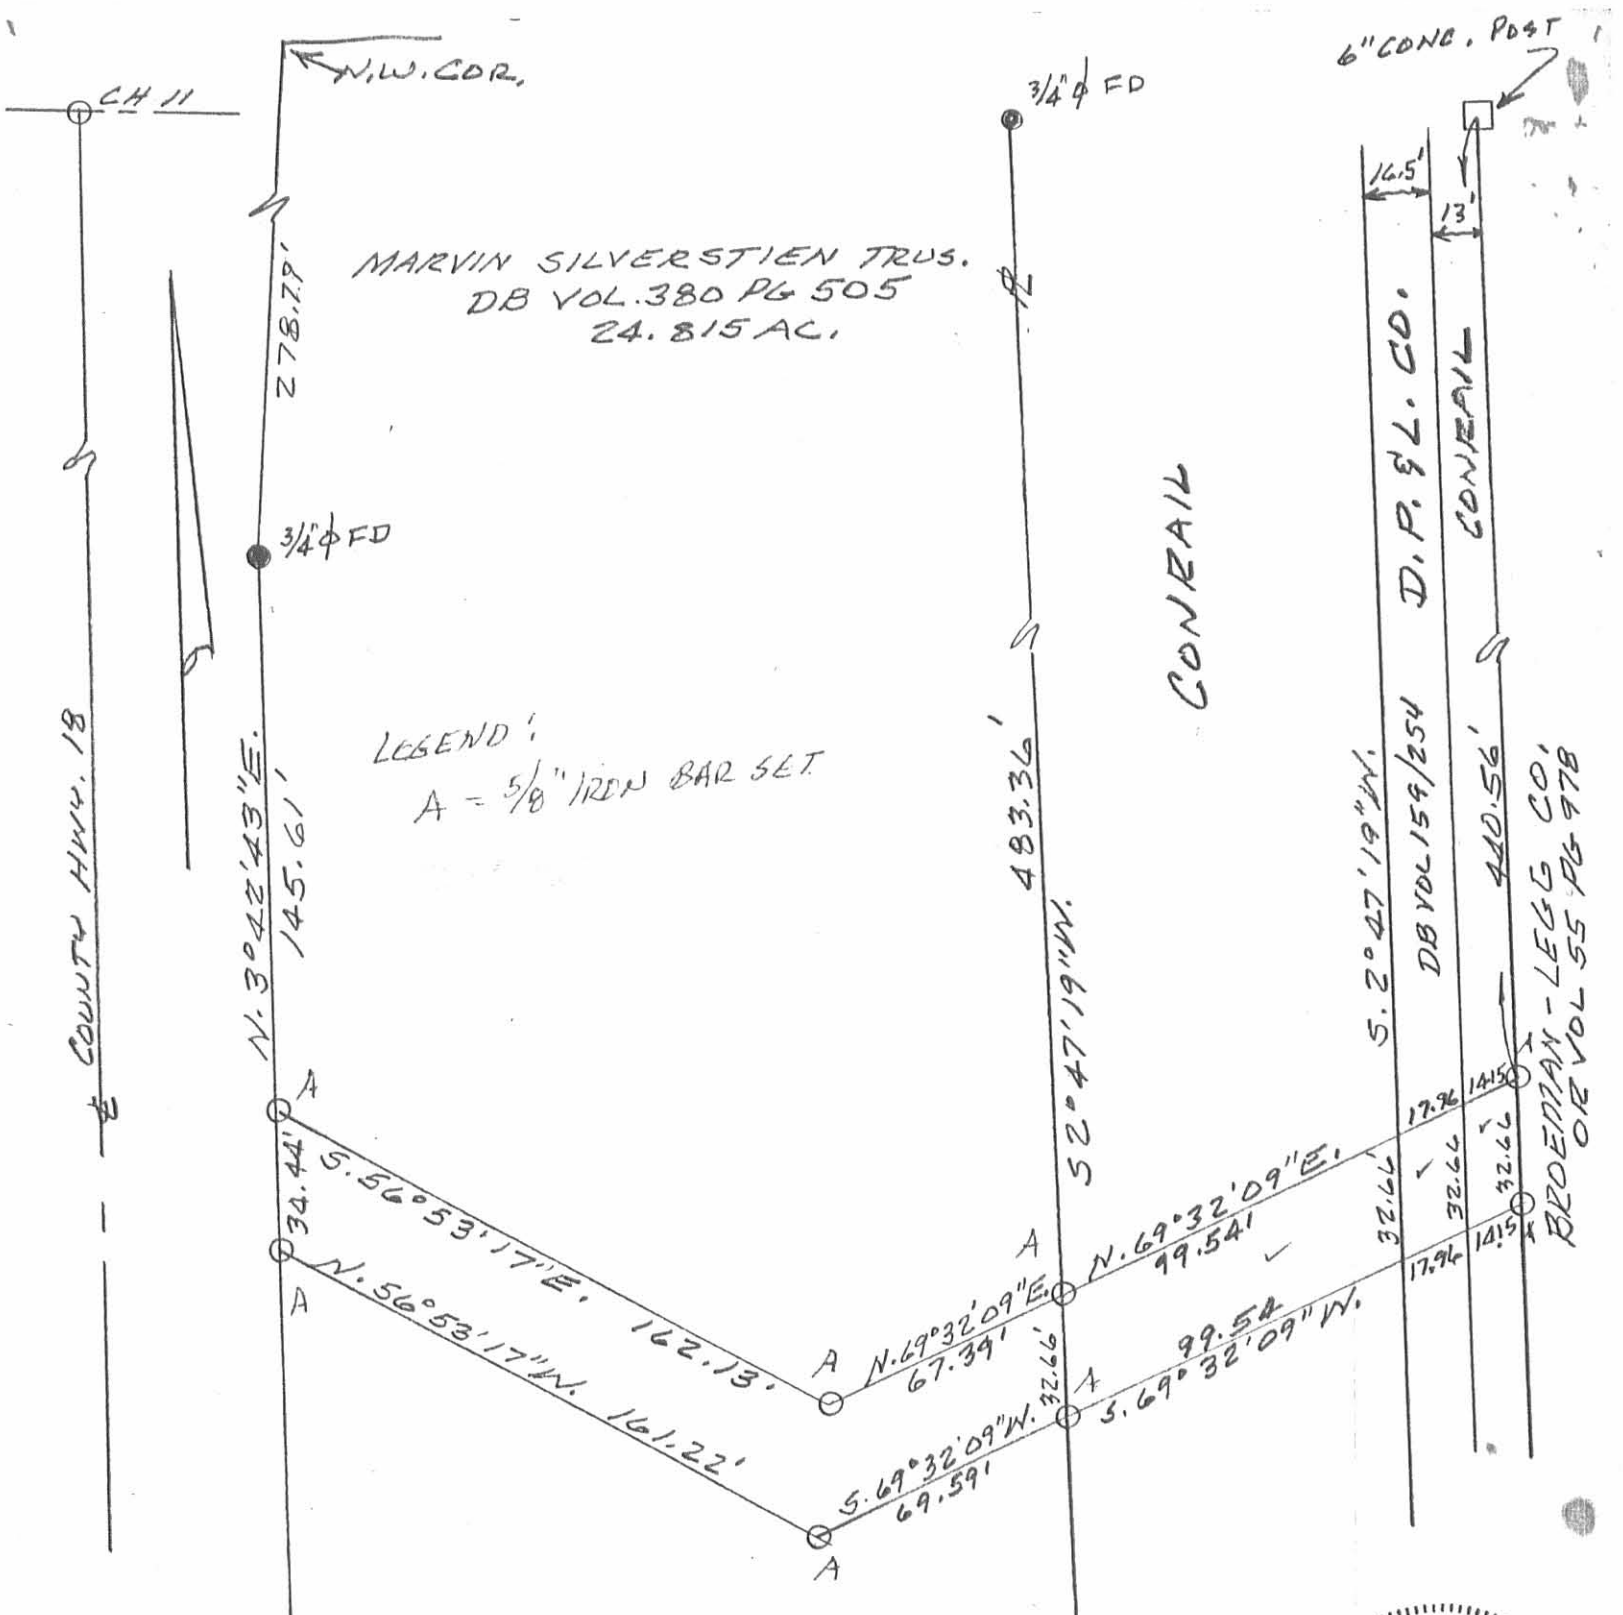 6" CONC. POST
N.W. COR.
CH 11
3/4" ϕ FD
16.5'
13'
278.79'
MARVIN SILVERSTIEN TRUS.
DB VOL. 380 PG 505
24.815 AC.
D. P. & L. CO.
CONRAIL
CONRAIL
3/4" ϕ FD
COUNTY HWY. 18
N. 3° 42' 43" E.
145.61'
LEGEND:
A = 5/8" IRON BAR SET
483.36'
S 2° 47' 19" W.
S. 2° 47' 19" W.
DB VOL 159/254
440.56'
BROEMAN - LEGG CO.
OR VOL 55 PG 978
A
34.44'
A
S. 56° 53' 17" E.
162.13'
N. 56° 53' 17" W.
161.22'
A
A
N. 69° 32' 09" E.
67.39'
S. 69° 32' 09" W.
69.59'
A
32.66'
A
N. 69° 32' 09" E.
99.54'
99.54
S. 69° 32' 09" W.
17.96
14.15
32.66'
32.66
32.66
17.96
14.15